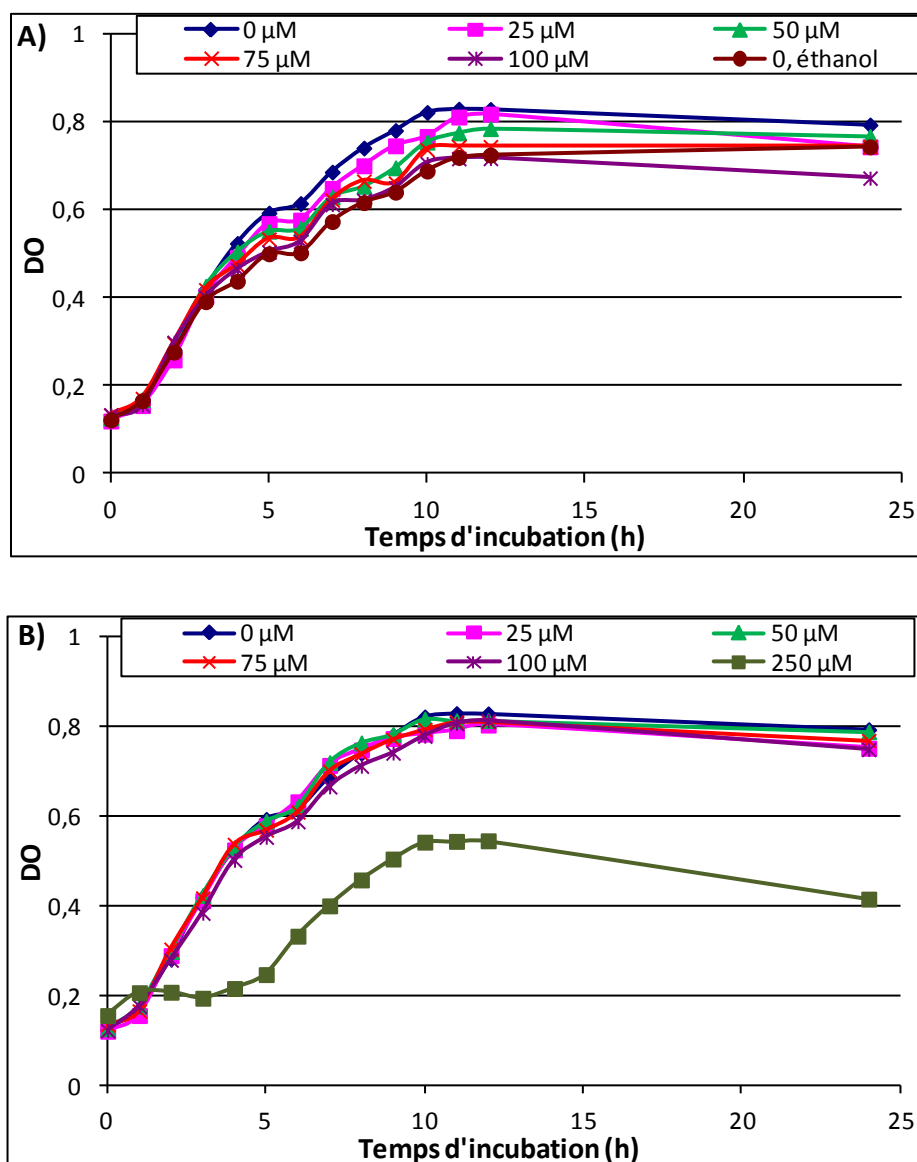 A)
0 µM 25 µM 50 µM
75 µM 100 µM 0, éthanol
1
0,8
0,6
0,4
0,2
0
DO
0 5 10 15 20 25
Temps d'incubation (h)
B)
0 µM 25 µM 50 µM
75 µM 100 µM 250 µM
1
0,8
0,6
0,4
0,2
0
DO
0 5 10 15 20 25
Temps d'incubation (h)